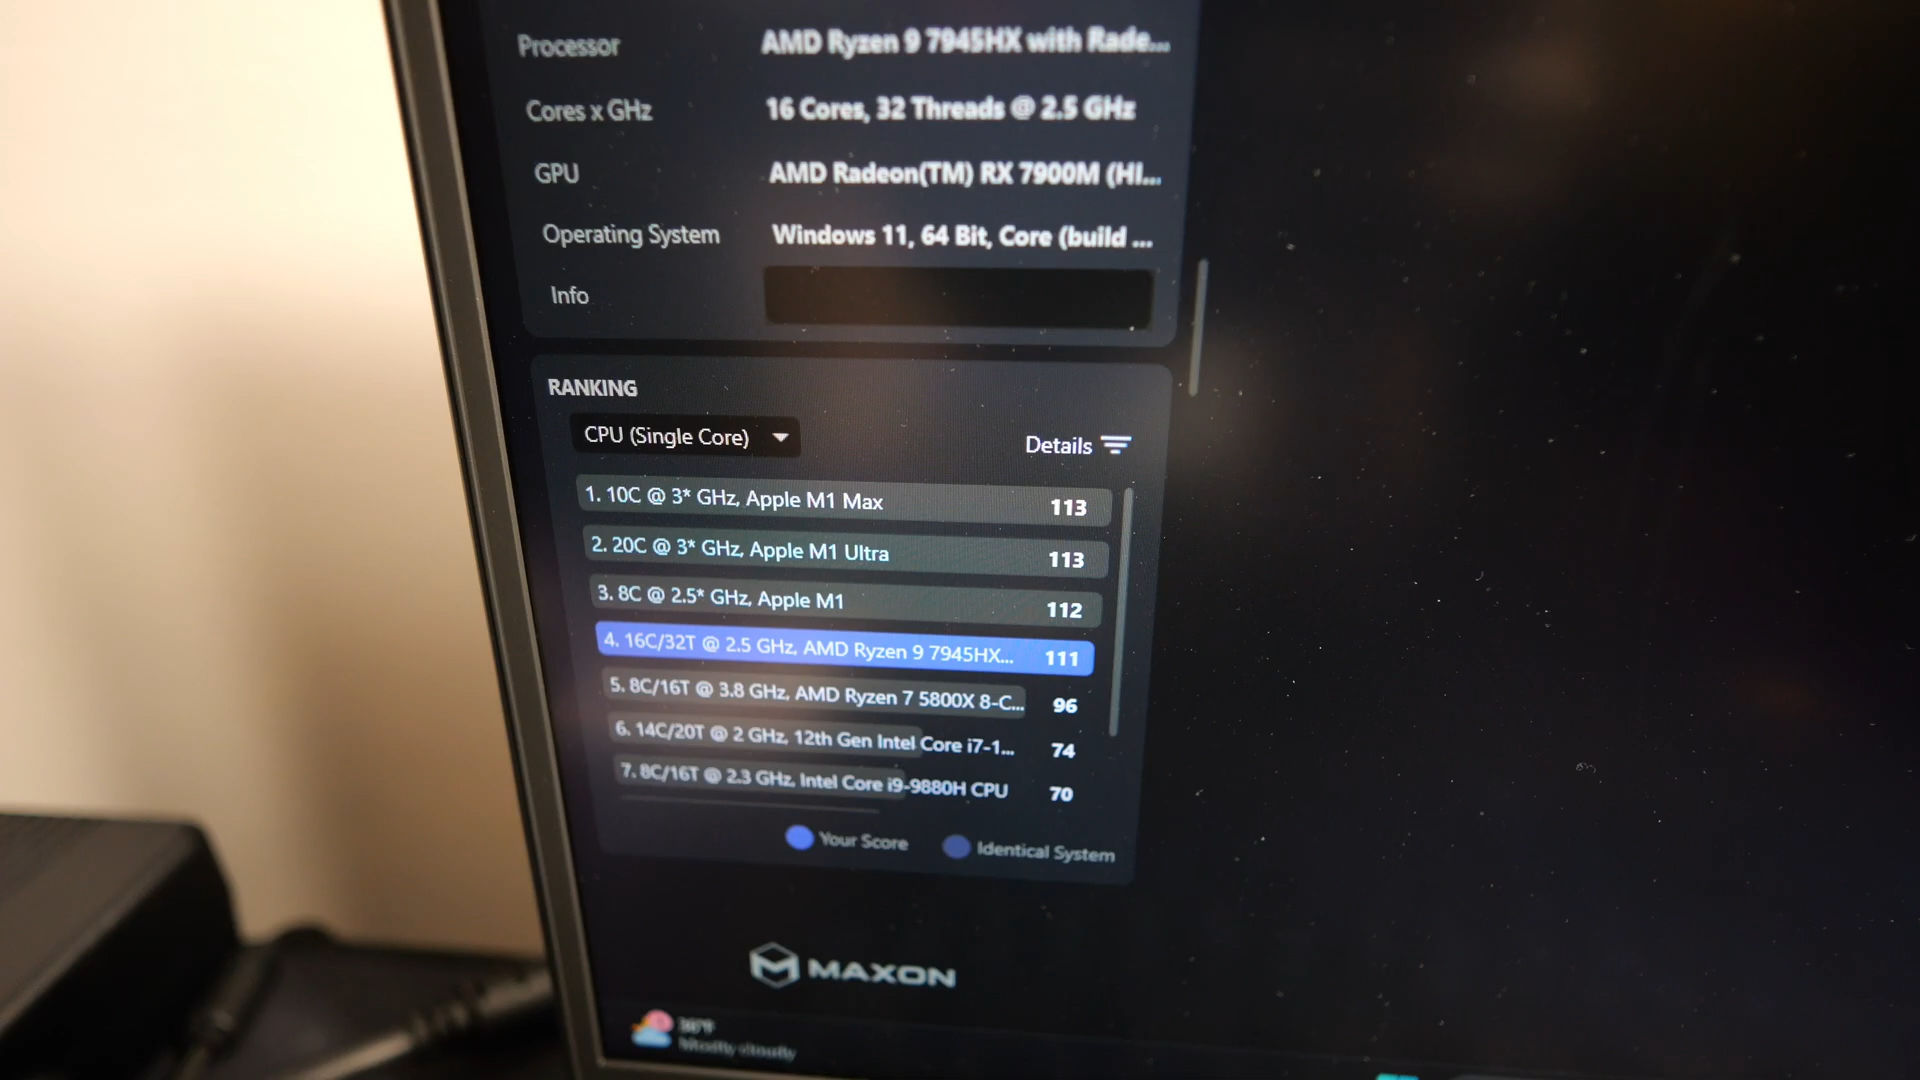 Processor AMD Ryzen 9 7945HX with Rade...
Cores x GHz 16 Cores, 32 Threads @ 2.5 GHz
GPU AMD Radeon(TM) RX 7900M (HI...
Operating System Windows 11, 64 Bit, Core (build ...
Info
RANKING
CPU (Single Core)
Details
1. 10C @ 3* GHz, Apple M1 Max 113
2. 20C @ 3* GHz, Apple M1 Ultra 113
3. 8C @ 2.5* GHz, Apple M1 112
4. 16C/32T @ 2.5 GHz, AMD Ryzen 9 7945HX... 111
5. 8C/16T @ 3.8 GHz, AMD Ryzen 7 5800X 8-C... 96
6. 14C/20T @ 2 GHz, 12th Gen Intel Core i7-1... 74
7. 8C/16T @ 2.3 GHz, Intel Core i9-9880H CPU 70
Your Score Identical System
MAXON
Mostly cloudy